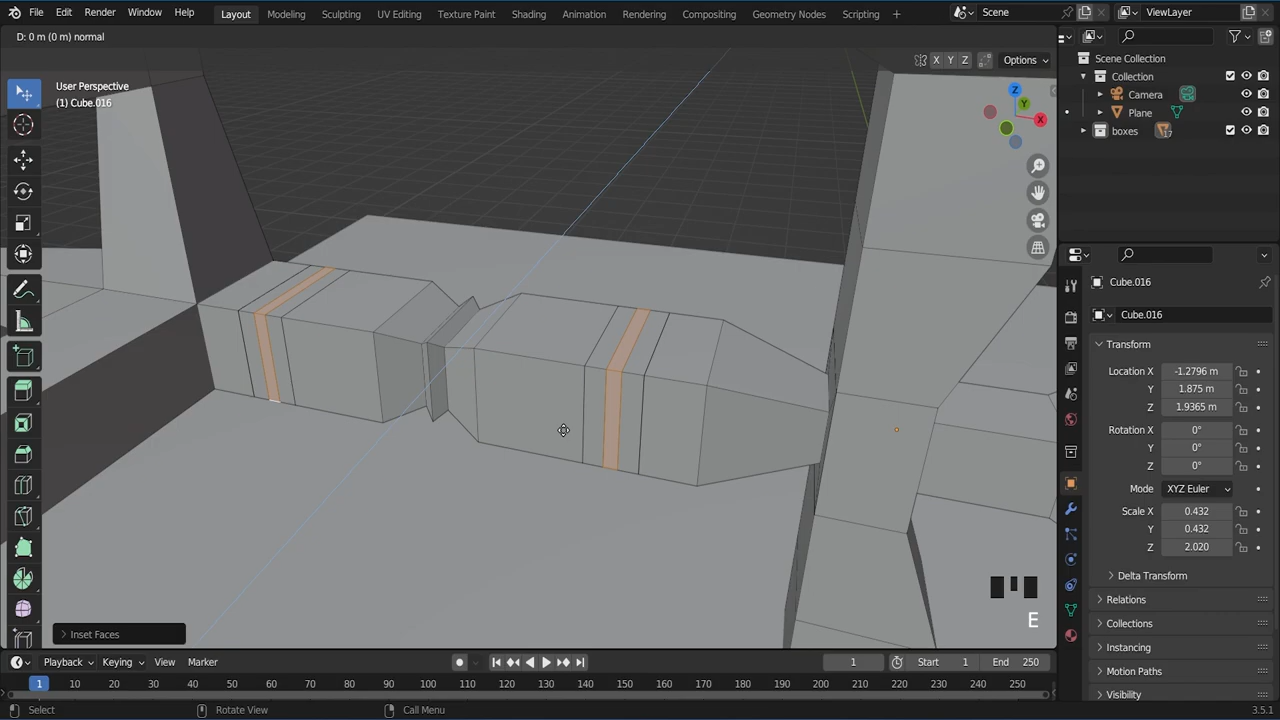 File Edit Render Window Help Layout Modeling Sculpting UV Editing Texture Paint Shading Animation Rendering Compositing Geometry Nodes Scripting + Scene ViewLayer
D: 0 m (0 m) normal
X Y Z Options
User Perspective
(1) Cube.016
Z
Y
X
Scene Collection
Collection
Camera
Plane
boxes 17
Cube.016
Cube.016
Transform
Location X -1.2796 m
Y 1.875 m
Z 1.9365 m
Rotation X 0°
Y 0°
Z 0°
Mode XYZ Euler
Scale X 0.432
Y 0.432
Z 2.020
Delta Transform
Relations
Collections
Instancing
Motion Paths
Visibility
E
Inset Faces
Playback Keying View Marker 1 Start 1 End 250
1 10 20 30 40 50 60 70 80 90 100 110 120 130 140 150 160 170 180 190 200 210 220 230 240 250
Select Rotate View Call Menu 3.5.1